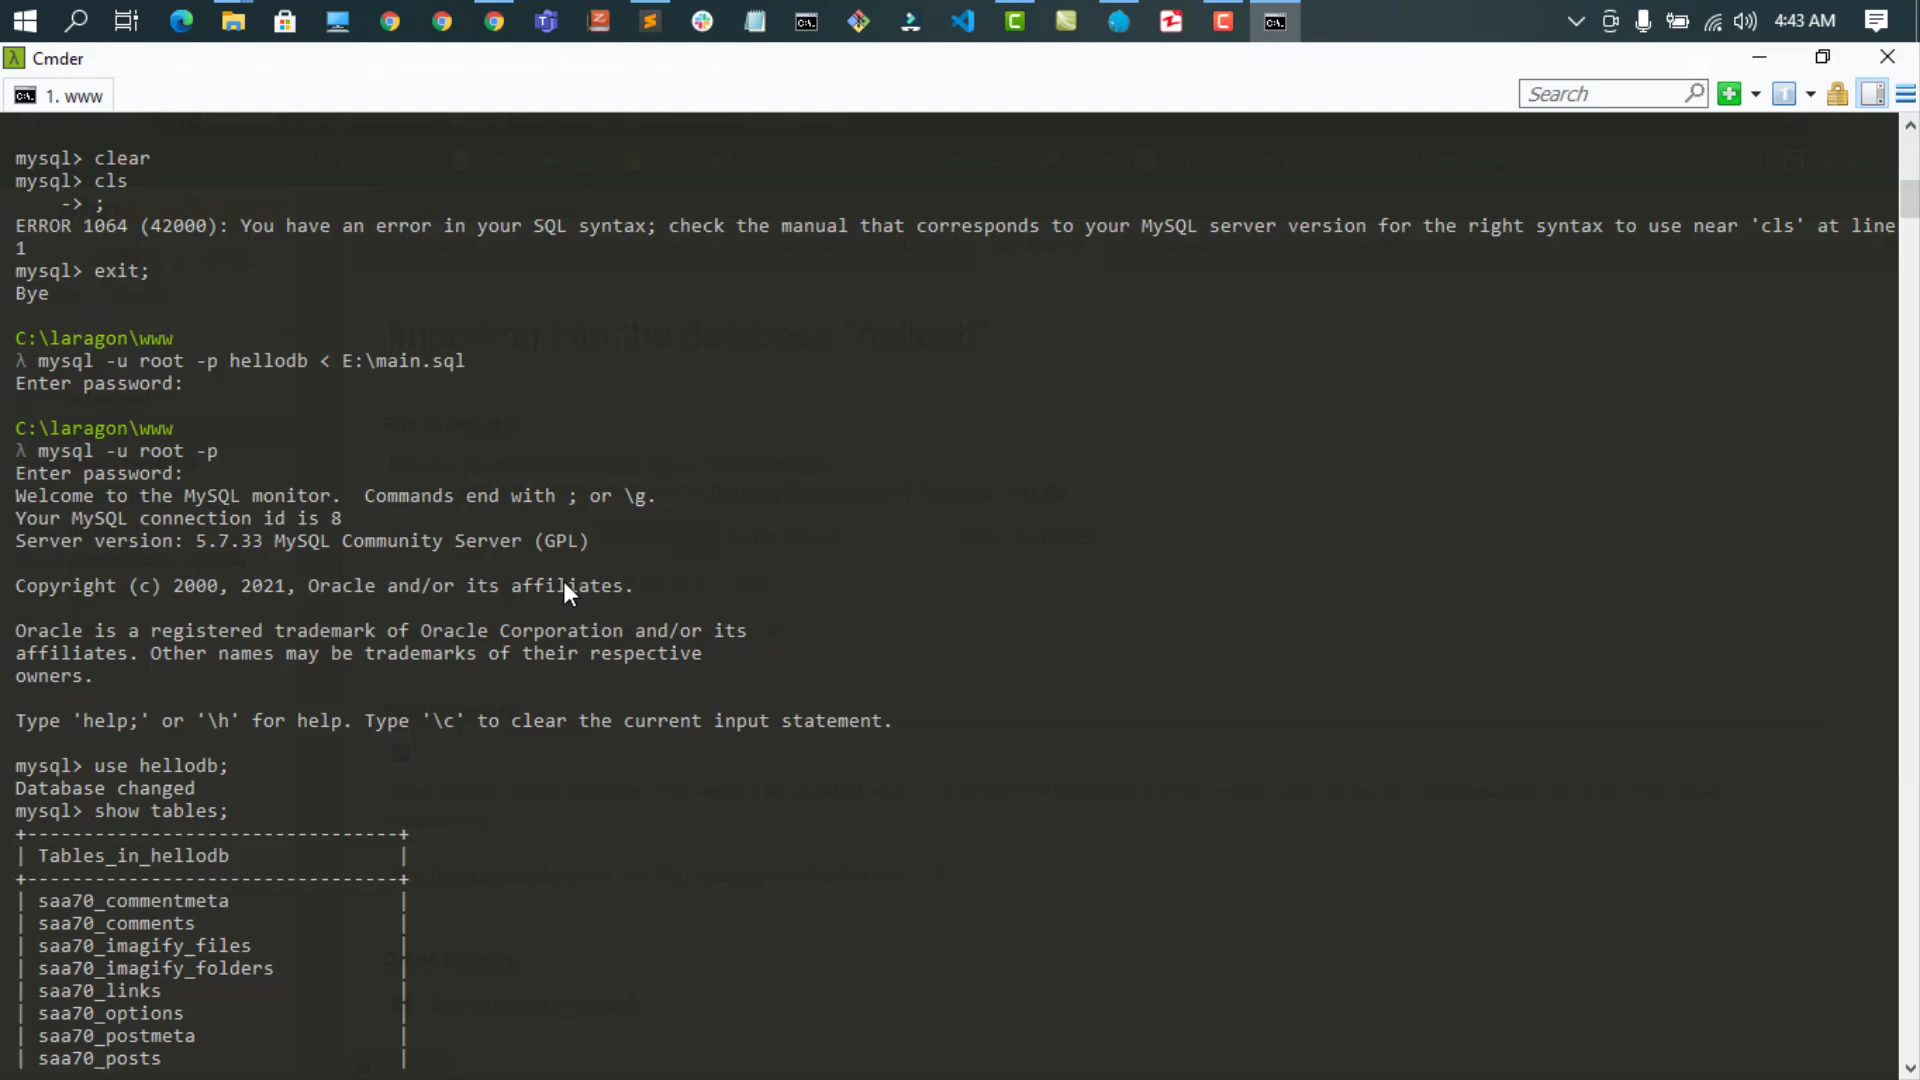 4:43 AM
Cmder
1. www
Search
mysql> clear
mysql> cls
-> ;
ERROR 1064 (42000): You have an error in your SQL syntax; check the manual that corresponds to your MySQL server version for the right syntax to use near 'cls' at line
1
mysql> exit;
Bye
C:\laragon\www
λ mysql -u root -p hellodb < E:\main.sql
Enter password:
C:\laragon\www
λ mysql -u root -p
Enter password:
Welcome to the MySQL monitor.  Commands end with ; or \g.
Your MySQL connection id is 8
Server version: 5.7.33 MySQL Community Server (GPL)
Copyright (c) 2000, 2021, Oracle and/or its affiliates.
Oracle is a registered trademark of Oracle Corporation and/or its
affiliates. Other names may be trademarks of their respective
owners.
Type 'help;' or '\h' for help. Type '\c' to clear the current input statement.
mysql> use hellodb;
Database changed
mysql> show tables;
+---------------------------------+
| Tables_in_hellodb               |
+---------------------------------+
| saa70_commentmeta               |
| saa70_comments                  |
| saa70_imagify_files             |
| saa70_imagify_folders           |
| saa70_links                     |
| saa70_options                   |
| saa70_postmeta                  |
| saa70_posts                     |